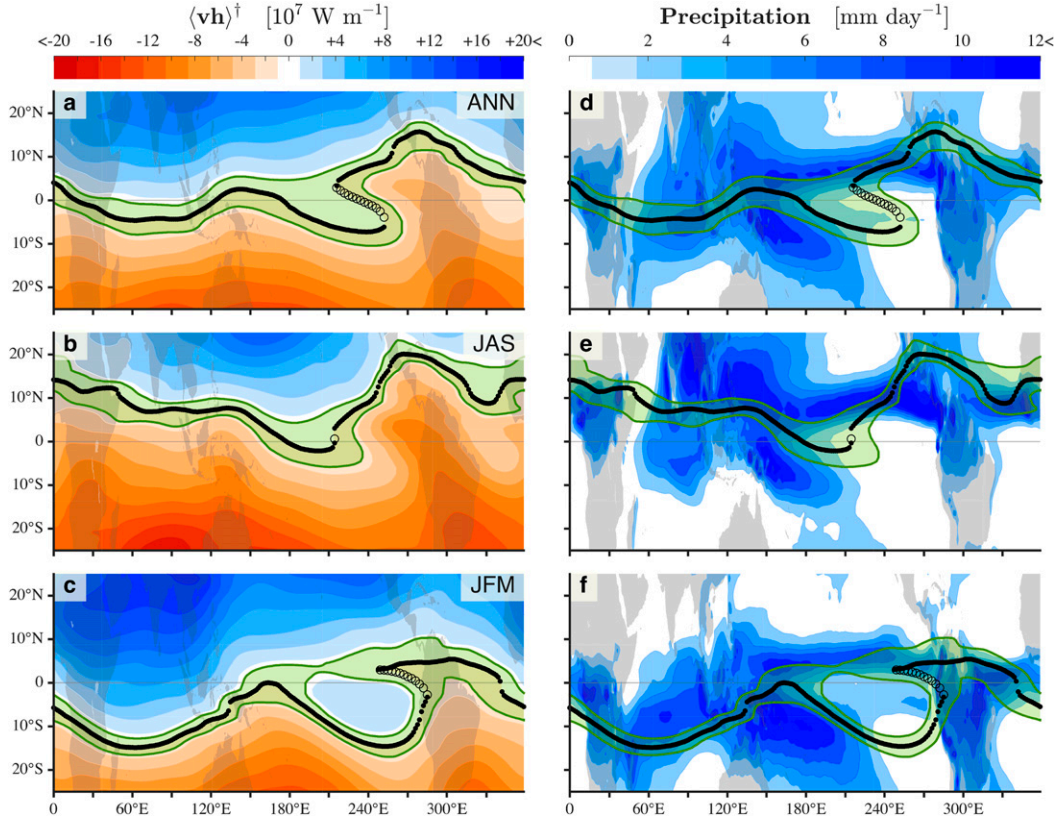 ⟨vh⟩† [10⁷ W m⁻¹]
<-20 -16 -12 -8 -4 0 +4 +8 +12 +16 +20<
Precipitation [mm day⁻¹]
0 2 4 6 8 10 12<
a ANN
20°N
10°N
0
10°S
20°S
d
b JAS
20°N
10°N
0
10°S
20°S
e
c JFM
20°N
10°N
0
10°S
20°S
f
0 60°E 120°E 180°E 240°E 300°E
0 60°E 120°E 180°E 240°E 300°E